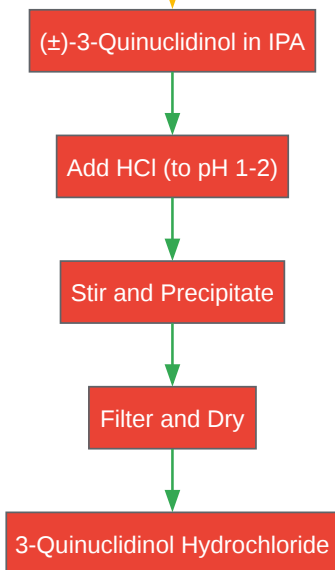 (±)-3-Quinuclidinol in IPA
Add HCl (to pH 1-2)
Stir and Precipitate
Filter and Dry
3-Quinuclidinol Hydrochloride